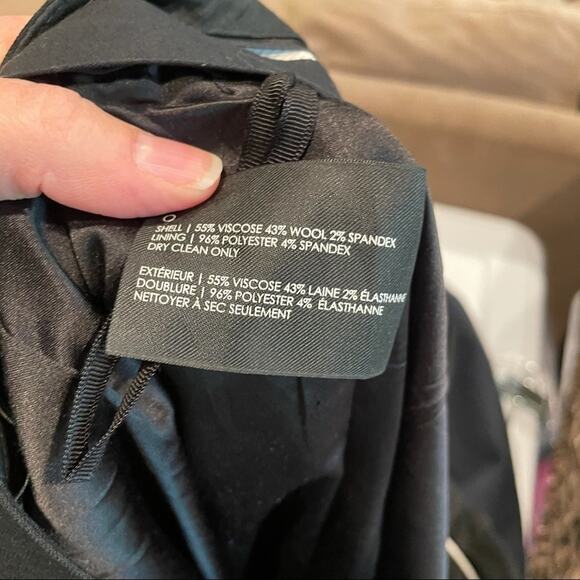 0
SHELL | 55% VISCOSE 43% WOOL 2% SPANDEX
LINING | 96% POLYESTER 4% SPANDEX
DRY CLEAN ONLY
EXTÉRIEUR | 55% VISCOSE 43% LAINE 2% ÉLASTHANNE
DOUBLURE | 96% POLYESTER 4% ÉLASTHANNE
NETTOYER À SEC SEULEMENT